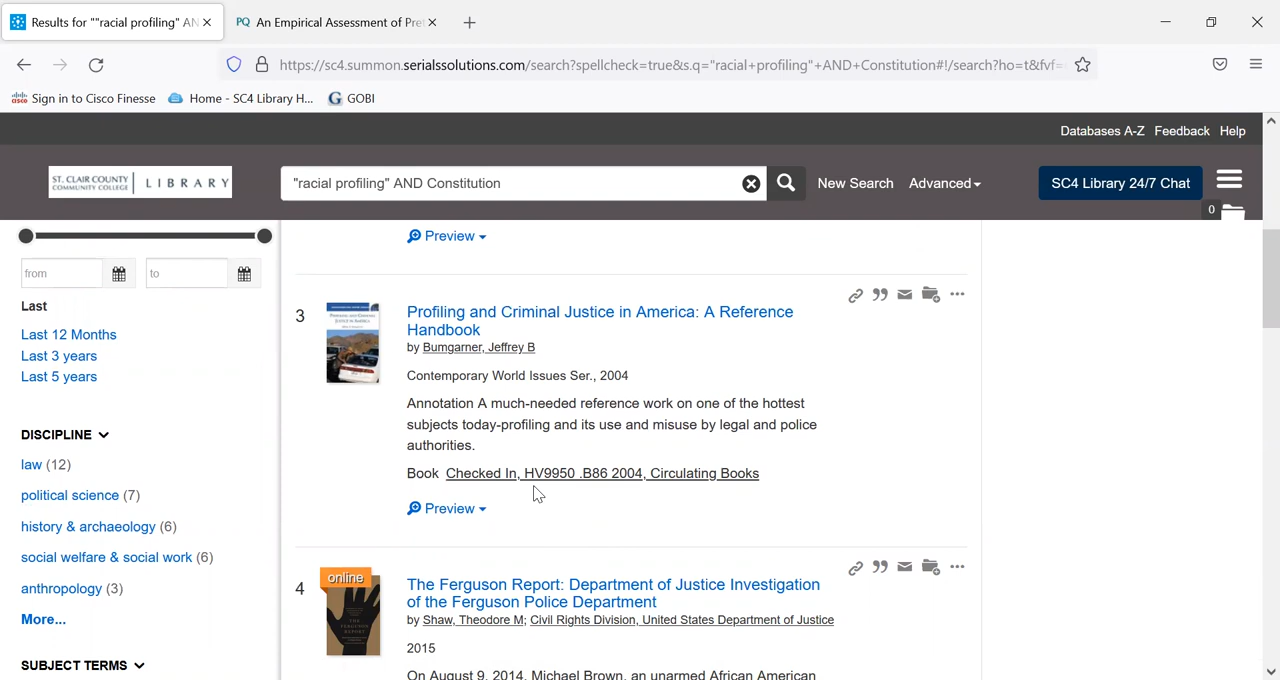 Results for ""racial profiling" AN
PQ An Empirical Assessment of Pret
https://sc4.summon.serialssolutions.com/search?spellcheck=true&s.q="racial+profiling"+AND+Constitution#!/search?ho=t&fvf=
cisco Sign in to Cisco Finesse Home - SC4 Library H... G GOBI
Databases A-Z Feedback Help
ST. CLAIR COUNTY
COMMUNITY COLLEGE
LIBRARY
"racial profiling" AND Constitution
New Search Advanced
SC4 Library 24/7 Chat
0
from to
Last
Last 12 Months
Last 3 years
Last 5 years
DISCIPLINE
law (12)
political science (7)
history & archaeology (6)
social welfare & social work (6)
anthropology (3)
More...
SUBJECT TERMS
Preview
3
Profiling and Criminal Justice in America: A Reference
Handbook
by Bumgarner, Jeffrey B
Contemporary World Issues Ser., 2004
Annotation A much-needed reference work on one of the hottest
subjects today-profiling and its use and misuse by legal and police
authorities.
Book Checked In, HV9950 .B86 2004, Circulating Books
Preview
4
online
The Ferguson Report: Department of Justice Investigation
of the Ferguson Police Department
by Shaw, Theodore M; Civil Rights Division, United States Department of Justice
2015
On August 9, 2014, Michael Brown, an unarmed African American